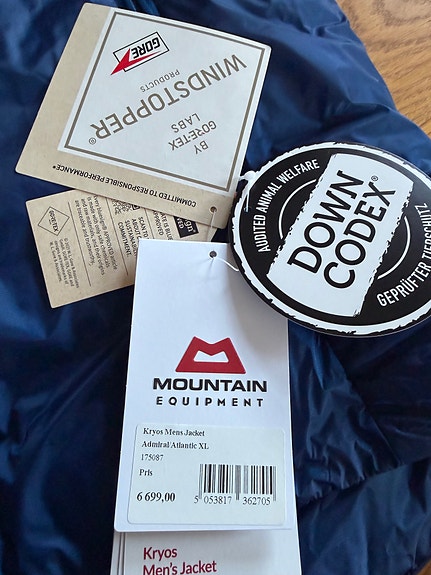 GORE
WINDSTOPPER®
PRODUCTS
BY
GORE-TEX
LABS
COMMITTED TO RESPONSIBLE PERFORMANCE®
AUDITED ANIMAL WELFARE
DOWN
CODEX®
GEPRÜFTER TIERSCHUTZ
MOUNTAIN
EQUIPMENT
Kryos Mens Jacket
Admiral/Atlantic XL
175087
Pris
6 699,00
5 053817 362705
Kryos
Men's Jacket